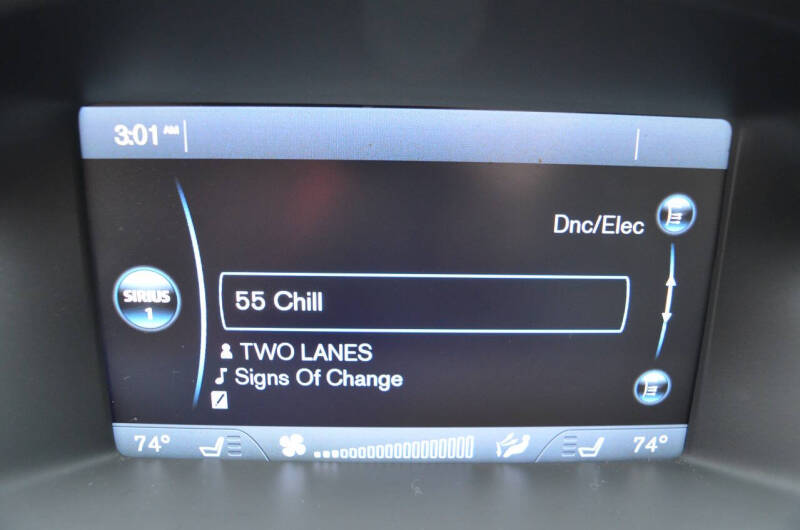 3:01 AM
Dnc/Elec
SIRIUS
1
55 Chill
TWO LANES
Signs Of Change
74° 74°